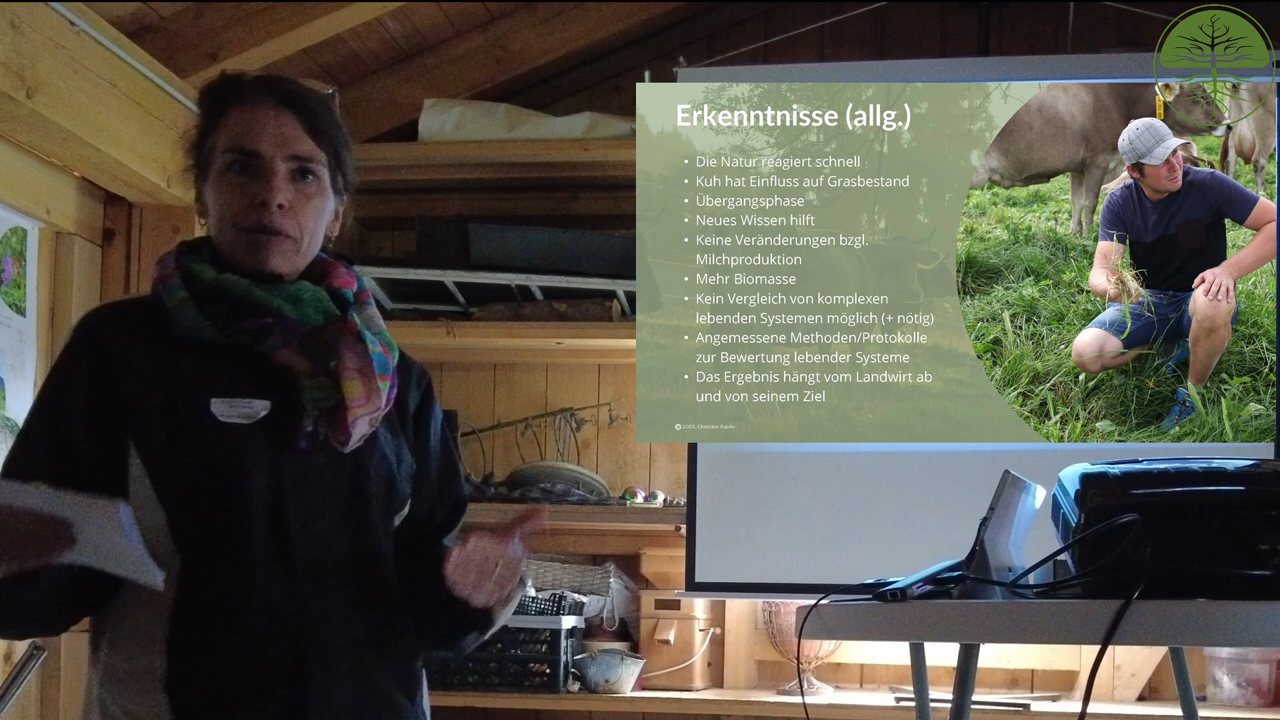 Erkenntnisse (allg.)
• Die Natur reagiert schnell
• Kuh hat Einfluss auf Grasbestand
• Übergangsphase
• Neues Wissen hilft
• Keine Veränderungen bzgl.
Milchproduktion
• Mehr Biomasse
• Kein Vergleich von komplexen
lebenden Systemen möglich (+ nötig)
• Angemessene Methoden/Protokolle
zur Bewertung lebender Systeme
• Das Ergebnis hängt vom Landwirt ab
und von seinem Ziel
© 2022, Christine